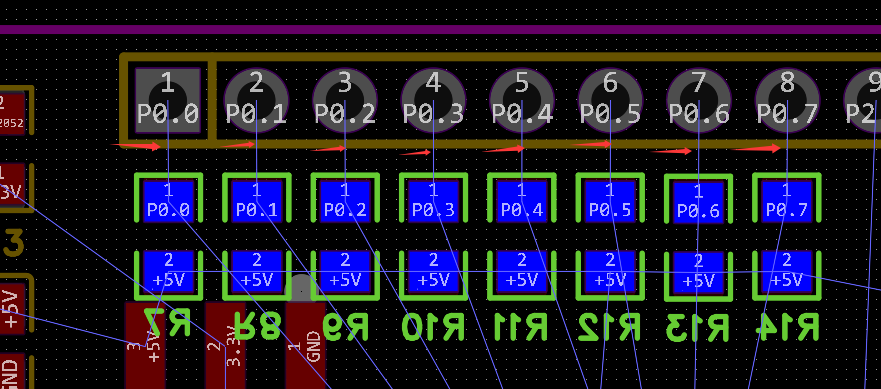 1 2 3 4 5 6 7 8 9
P0.0 P0.1 P0.2 P0.3 P0.4 P0.5 P0.6 P0.7 P2
2
2052
1 1 1 1 1 1 1 1
P0.0 P0.1 P0.2 P0.3 P0.4 P0.5 P0.6 P0.7
1
3V
3
2 2 2 2 2 2 2 2
+5V +5V +5V +5V +5V +5V +5V +5V
+5V
R7 R8 R9 R10 R11 R12 R13 R14
3 +5V
2 3.3V
1 GND
GND